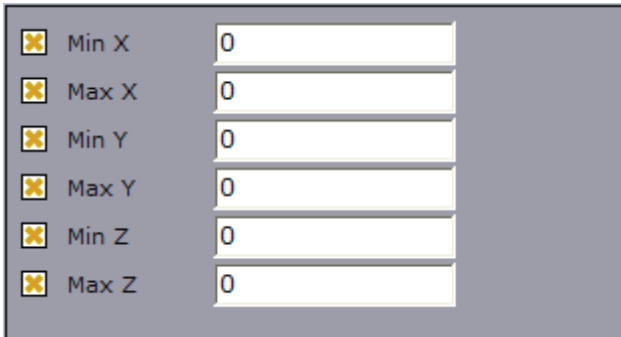 Min X 0
Max X 0
Min Y 0
Max Y 0
Min Z 0
Max Z 0